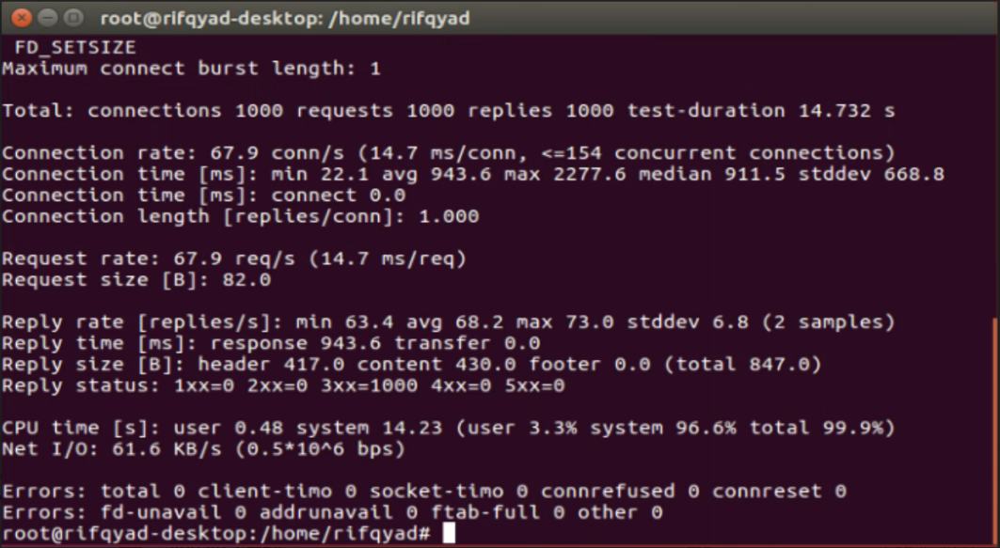 root@rifqyad-desktop: /home/rifqyad
FD_SETSIZE
Maximum connect burst length: 1
Total: connections 1000 requests 1000 replies 1000 test-duration 14.732 s
Connection rate: 67.9 conn/s (14.7 ms/conn, <=154 concurrent connections)
Connection time [ms]: min 22.1 avg 943.6 max 2277.6 median 911.5 stddev 668.8
Connection time [ms]: connect 0.0
Connection length [replies/conn]: 1.000
Request rate: 67.9 req/s (14.7 ms/req)
Request size [B]: 82.0
Reply rate [replies/s]: min 63.4 avg 68.2 max 73.0 stddev 6.8 (2 samples)
Reply time [ms]: response 943.6 transfer 0.0
Reply size [B]: header 417.0 content 430.0 footer 0.0 (total 847.0)
Reply status: 1xx=0 2xx=0 3xx=1000 4xx=0 5xx=0
CPU time [s]: user 0.48 system 14.23 (user 3.3% system 96.6% total 99.9%)
Net I/O: 61.6 KB/s (0.5*10^6 bps)
Errors: total 0 client-timo 0 socket-timo 0 connrefused 0 connreset 0
Errors: fd-unavail 0 addrunavail 0 ftab-full 0 other 0
root@rifqyad-desktop:/home/rifqyad#